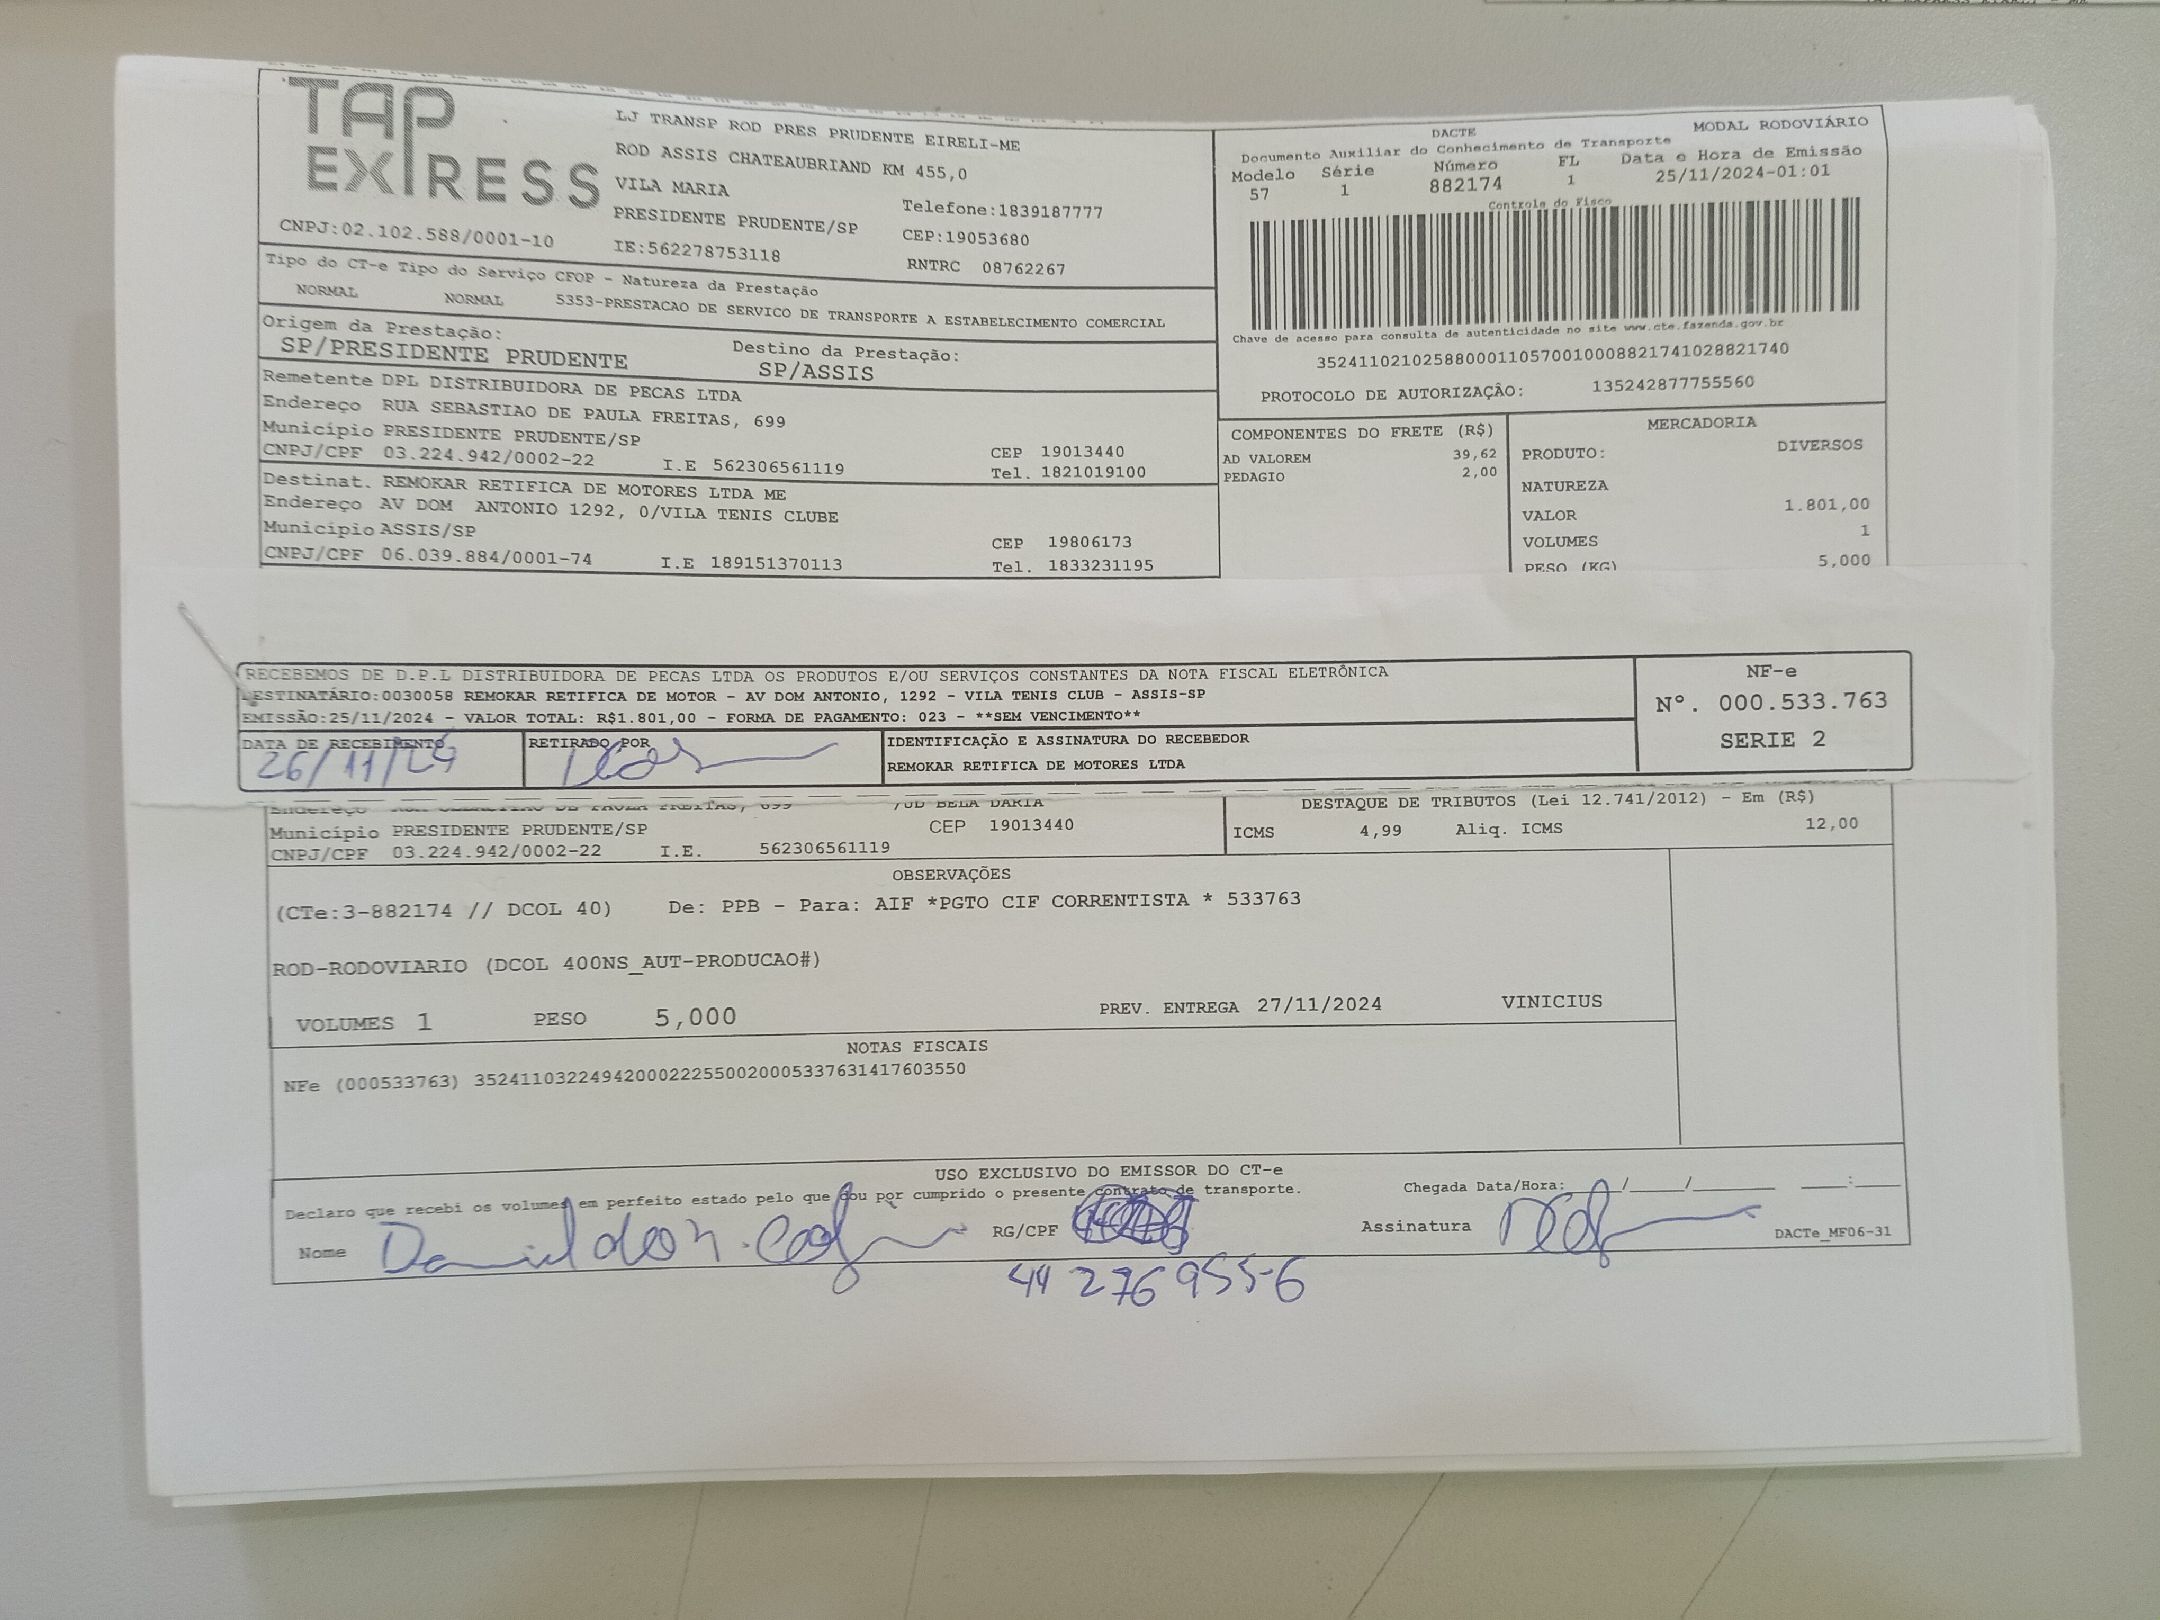 TAP
EXPRESS
CNPJ:02.102.588/0001-10
LJ TRANSP ROD PRES PRUDENTE EIRELI-ME
ROD ASSIS CHATEAUBRIAND KM 455,0
VILA MARIA
Telefone:1839187777
PRESIDENTE PRUDENTE/SP CEP:19053680
IE:562278753118 RNTRC 08762267
DACTE MODAL RODOVIÁRIO
Documento Auxiliar do Conhecimento de Transporte
Modelo Série Número FL Data e Hora de Emissão
57 1 882174 1 25/11/2024-01:01
Controle do Fisco
Chave de acesso para consulta de autenticidade no site www.cte.fazenda.gov.br
35241102102588000110570010008821741028821740
PROTOCOLO DE AUTORIZAÇÂO: 135242877755560
Tipo do CT-e Tipo do Serviço CFOP - Natureza da Prestação
NORMAL NORMAL 5353-PRESTACAO DE SERVICO DE TRANSPORTE A ESTABELECIMENTO COMERCIAL
Origem da Prestação: Destino da Prestação:
SP/PRESIDENTE PRUDENTE SP/ASSIS
Remetente DPL DISTRIBUIDORA DE PECAS LTDA
Endereço RUA SEBASTIAO DE PAULA FREITAS, 699
Município PRESIDENTE PRUDENTE/SP CEP 19013440
CNPJ/CPF 03.224.942/0002-22 I.E 562306561119 Tel. 1821019100
Destinat. REMOKAR RETIFICA DE MOTORES LTDA ME
Endereço AV DOM ANTONIO 1292, 0/VILA TENIS CLUBE
Município ASSIS/SP CEP 19806173
CNPJ/CPF 06.039.884/0001-74 I.E 189151370113 Tel. 1833231195
COMPONENTES DO FRETE (R$)
AD VALOREM 39,62
PEDAGIO 2,00
MERCADORIA
PRODUTO: DIVERSOS
NATUREZA
VALOR 1.801,00
VOLUMES 1
PESO (KG) 5,000
RECEBEMOS DE D.P.L DISTRIBUIDORA DE PECAS LTDA OS PRODUTOS E/OU SERVIÇOS CONSTANTES DA NOTA FISCAL ELETRÔNICA
DESTINATÁRIO:0030058 REMOKAR RETIFICA DE MOTOR - AV DOM ANTONIO, 1292 - VILA TENIS CLUB - ASSIS-SP
EMISSÃO:25/11/2024 - VALOR TOTAL: R$1.801,00 - FORMA DE PAGAMENTO: 023 - **SEM VENCIMENTO**
NF-e
Nº. 000.533.763
SERIE 2
DATA DE RECEBIMENTO RETIRADO POR IDENTIFICAÇÃO E ASSINATURA DO RECEBEDOR
26/11/24 REMOKAR RETIFICA DE MOTORES LTDA
Endereço RUA SEBASTIAO DE PAULA FREITAS, 699 /JD BELA DARIA
Município PRESIDENTE PRUDENTE/SP CEP 19013440
CNPJ/CPF 03.224.942/0002-22 I.E. 562306561119
DESTAQUE DE TRIBUTOS (Lei 12.741/2012) - Em (R$)
ICMS 4,99 Aliq. ICMS 12,00
OBSERVAÇÕES
(CTe:3-882174 // DCOL 40) De: PPB - Para: AIF *PGTO CIF CORRENTISTA * 533763
ROD-RODOVIARIO (DCOL 400NS_AUT-PRODUCAO#)
VOLUMES 1 PESO 5,000 PREV. ENTREGA 27/11/2024 VINICIUS
NOTAS FISCAIS
NFe (000533763) 35241103224942000222550020005337631417603550
USO EXCLUSIVO DO EMISSOR DO CT-e
Declaro que recebi os volumes em perfeito estado pelo que dou por cumprido o presente contrato de transporte. Chegada Data/Hora: / / :
Nome RG/CPF Assinatura DACTe_MF06-31
44 276 955-6